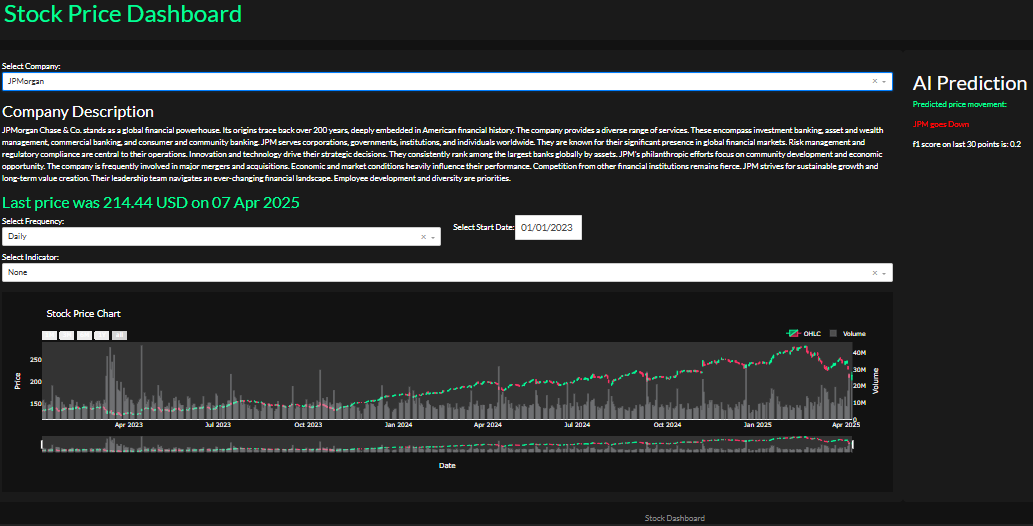 Stock Price Dashboard
Select Company:
JPMorgan
Company Description
JPMorgan Chase & Co. stands as a global financial powerhouse. Its origins trace back over 200 years, deeply embedded in American financial history. The company provides a diverse range of services. These encompass investment banking, asset and wealth
management, commercial banking, and consumer and community banking. JPM serves corporations, governments, institutions, and individuals worldwide. They are known for their significant presence in global financial markets. Risk management and
regulatory compliance are central to their operations. Innovation and technology drive their strategic decisions. They consistently rank among the largest banks globally by assets. JPM's philanthropic efforts focus on community development and economic
opportunity. The company is frequently involved in major mergers and acquisitions. Economic and market conditions heavily influence their performance. Competition from other financial institutions remains fierce. JPM strives for sustainable growth and
long-term value creation. Their leadership team navigates an ever-changing financial landscape. Employee development and diversity are priorities.
Last price was 214.44 USD on 07 Apr 2025
Select Frequency:
Daily
Select Start Date: 01/01/2023
Select Indicator:
None
Stock Price Chart
OHLC Volume
Price
250
200
150
40M
30M
20M
10M
0
Volume
Apr 2023 Jul 2023 Oct 2023 Jan 2024 Apr 2024 Jul 2024 Oct 2024 Jan 2025 Apr 2025
Date
AI Prediction
Predicted price movement:
JPM goes Down
f1 score on last 30 points is: 0.2
Stock Dashboard